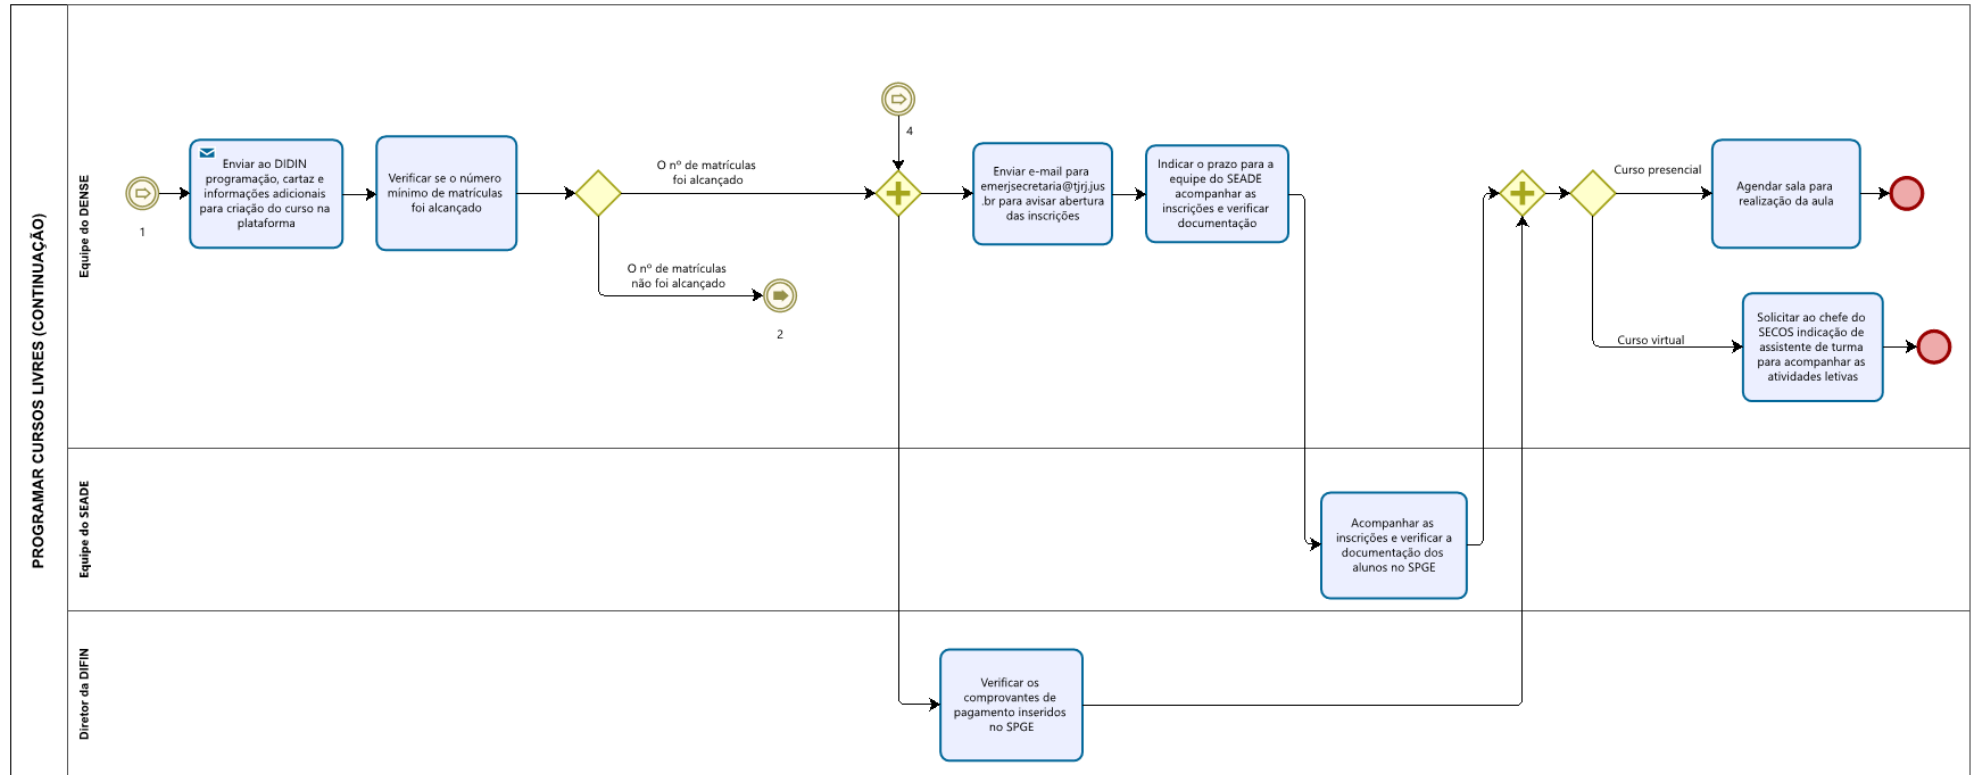 PROGRAMAR CURSOS LIVRES (CONTINUAÇÃO)
Equipe do DENSE
1
Enviar ao DIDIN
programação, cartaz e
informações adicionais
para criação do curso na
plataforma
Verificar se o número
mínimo de matrículas
foi alcançado
O nº de matrículas
foi alcançado
O nº de matrículas
não foi alcançado
2
4
Enviar e-mail para
emerjsecretaria@tjrj.jus
.br para avisar abertura
das inscrições
Indicar o prazo para a
equipe do SEADE
acompanhar as
inscrições e verificar
documentação
Curso presencial
Agendar sala para
realização da aula
Curso virtual
Solicitar ao chefe do
SECOS indicação de
assistente de turma
para acompanhar as
atividades letivas
Equipe do SEADE
Acompanhar as
inscrições e verificar a
documentação dos
alunos no SPGE
Diretor da DIFIN
Verificar os
comprovantes de
pagamento inseridos
no SPGE